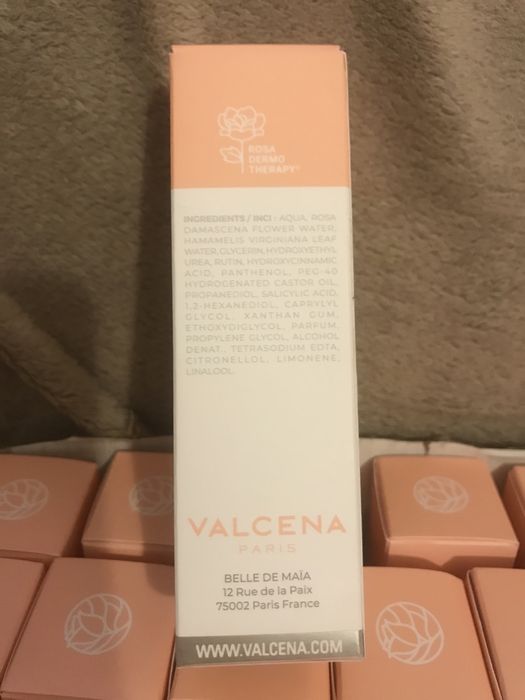 ROSA
DERMO
THERAPY®
INGREDIENTS / INCI : AQUA, ROSA
DAMASCENA FLOWER WATER,
HAMAMELIS VIRGINIANA LEAF
WATER, GLYCERIN, HYDROXYETHYL
UREA, RUTIN, HYDROXYCINNAMIC
ACID, PANTHENOL, PEG-40
HYDROGENATED CASTOR OIL,
PROPANEDIOL, SALICYLIC ACID,
1,2-HEXANEDIOL, CAPRYLYL
GLYCOL, XANTHAN GUM,
ETHOXYDIGLYCOL, PARFUM,
PROPYLENE GLYCOL, ALCOHOL
DENAT., TETRASODIUM EDTA,
CITRONELLOL, LIMONENE,
LINALOOL.
VALCENA
PARIS
BELLE DE MAÏA
12 Rue de la Paix
75002 Paris France
WWW.VALCENA.COM